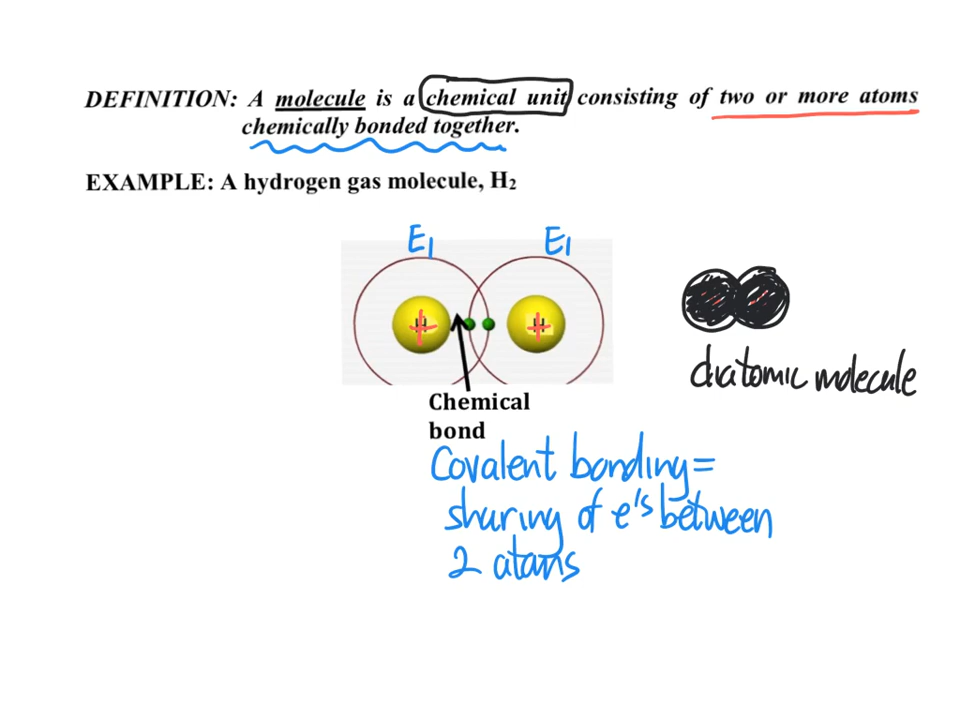 DEFINITION: A molecule is a chemical unit consisting of two or more atoms
chemically bonded together.
EXAMPLE: A hydrogen gas molecule, H₂
E₁ E₁
H H
diatomic molecule
Chemical
bond
Covalent bonding =
sharing of e's between
2 atoms